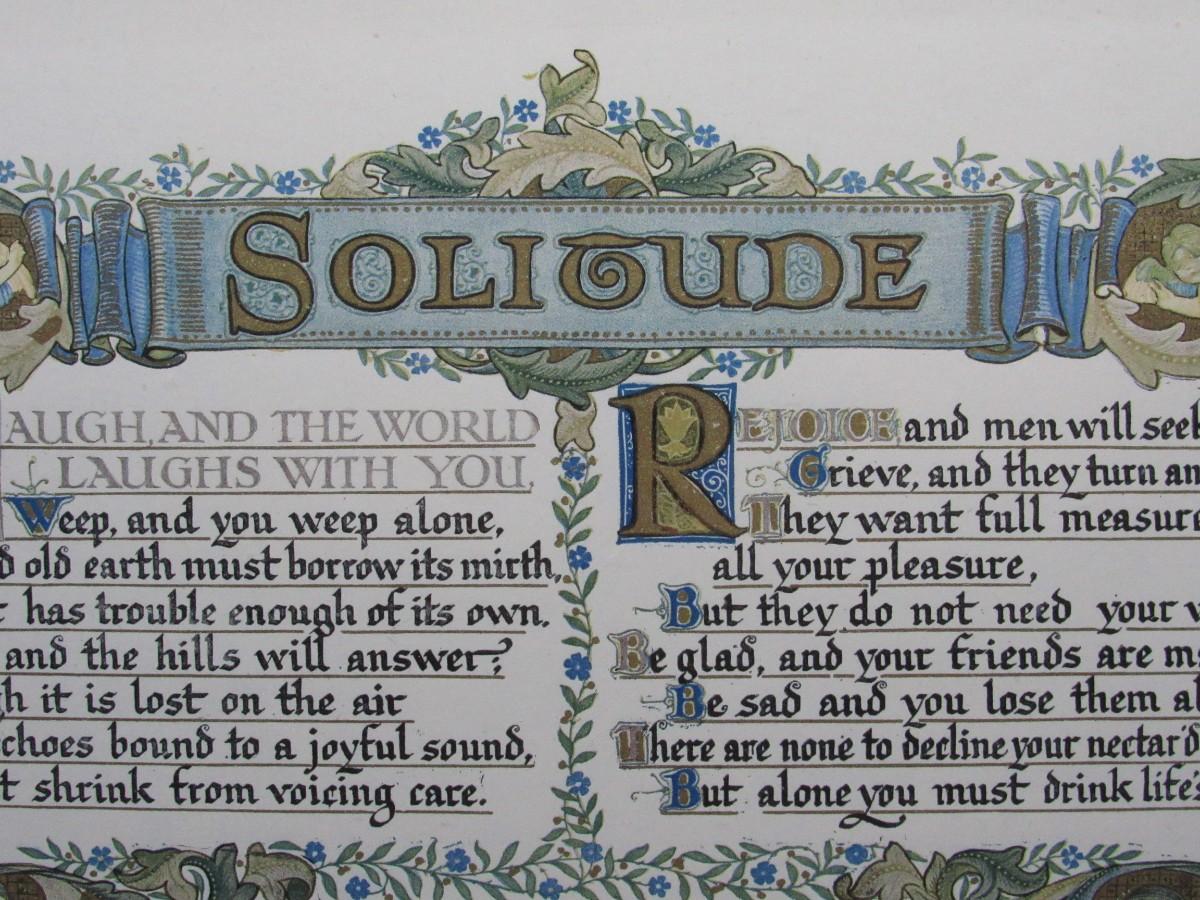 SOLITUDE
AUGH, AND THE WORLD
LAUGHS WITH YOU,
Weep, and you weep alone,
d old earth must borrow its mirth,
t has trouble enough of its own.
and the hills will answer;
gh it is lost on the air
choes bound to a joyful sound,
t shrink from voicing care.
REJOICE and men will seek
Grieve, and they turn an
They want full measure
all your pleasure,
But they do not need your w
Be glad, and your friends are ma
Be sad and you lose them al
There are none to decline your nectar'd
But alone you must drink life's